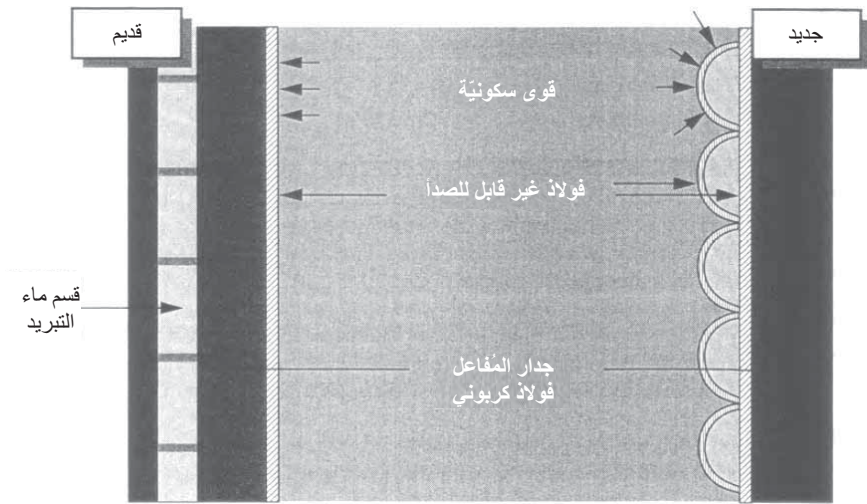 جديد
قديم
قوى سكونيّة
فولاذ غير قابل للصدأ
قسم ماء
التبريد
جدار المُفاعل
فولاذ كربوني